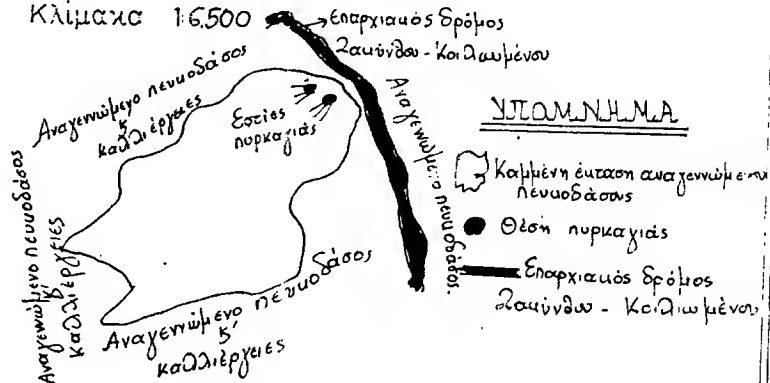 Κλίμακα 1:6.500
Επαρχιακός δρόμος
Ζακύνθου - Κοιλιωμένου
Αναγεννώμενο πευκοδάσος
ς'
καλλιέργειες
Εστίες
πυρκαγιάς
Αναγεννώμενο πευκοδάσος.
Αναγεννώμενο πευκοδάσος
ς'
καλλιέργειες
Αναγεννώμενο πευκοδάσος
ς'
καλλιέργειες
ΥΠΟΜΝΗΜΑ
Καμμένη έκταση αναγεννώμενου
πευκοδάσους
Θέση πυρκαγιάς
Επαρχιακός δρόμος
Ζακύνθου - Κοιλιωμένου